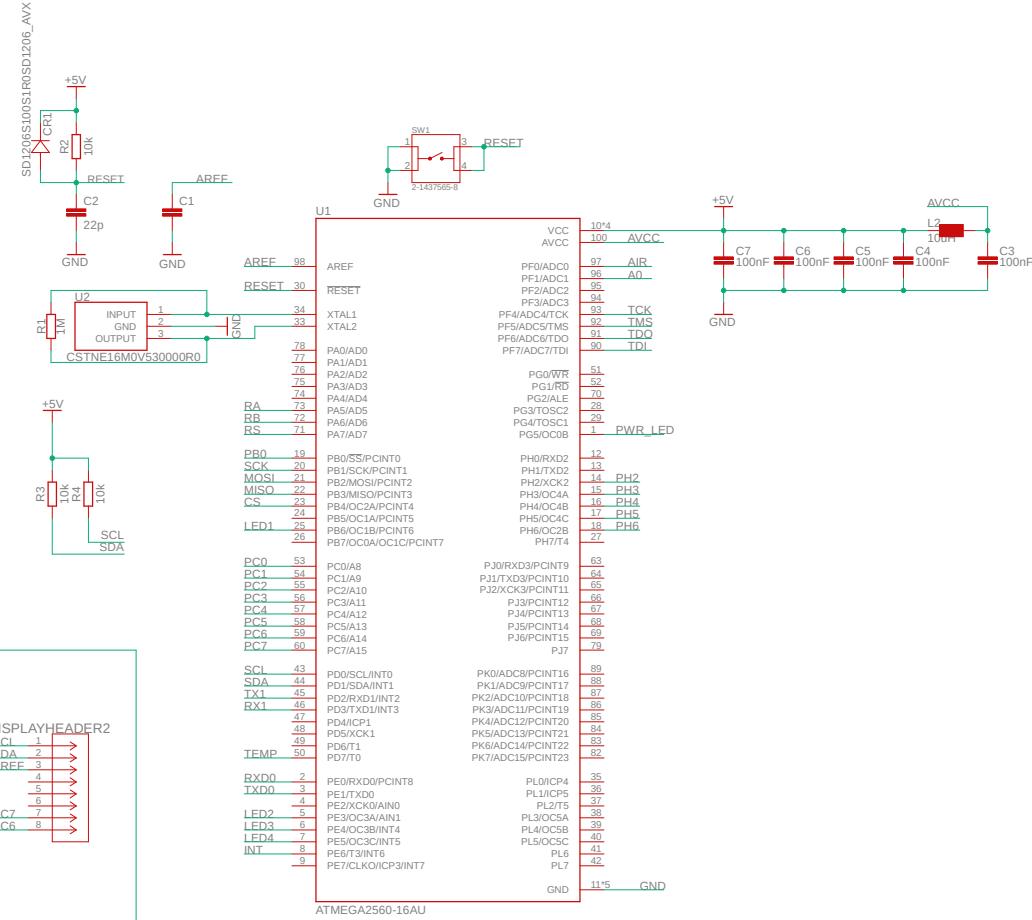 SD1206S100S1R0SD1206_AVX
CR1
+5V
R2
10k
RESET
C2
22p
GND
AREF
C1
GND
SW1
1
2
3
4
RESET
2-1437565-8
GND
+5V
AVCC
L2
10uH
C7
100nF
C6
100nF
C5
100nF
C4
100nF
C3
100nF
GND
U2
INPUT 1
GND 2
OUTPUT 3
R1
1M
GND
CSTNE16M0V530000R0
+5V
R3
10k
R4
10k
SCL
SDA
ISPLAYHEADER2
CL 1
DA 2
REF 3
4
5
6
C7 7
C6 8
U1
AREF 98 AREF
RESET 30 RESET
34 XTAL1
33 XTAL2
78 PA0/AD0
77 PA1/AD1
76 PA2/AD2
75 PA3/AD3
74 PA4/AD4
RA 73 PA5/AD5
RB 72 PA6/AD6
RS 71 PA7/AD7
PB0 19 PB0/SS/PCINT0
SCK 20 PB1/SCK/PCINT1
MOSI 21 PB2/MOSI/PCINT2
MISO 22 PB3/MISO/PCINT3
CS 23 PB4/OC2A/PCINT4
24 PB5/OC1A/PCINT5
LED1 25 PB6/OC1B/PCINT6
26 PB7/OC0A/OC1C/PCINT7
PC0 53 PC0/A8
PC1 54 PC1/A9
PC2 55 PC2/A10
PC3 56 PC3/A11
PC4 57 PC4/A12
PC5 58 PC5/A13
PC6 59 PC6/A14
PC7 60 PC7/A15
SCL 43 PD0/SCL/INT0
SDA 44 PD1/SDA/INT1
TX1 45 PD2/RXD1/INT2
RX1 46 PD3/TXD1/INT3
47 PD4/ICP1
48 PD5/XCK1
49 PD6/T1
TEMP 50 PD7/T0
RXD0 2 PE0/RXD0/PCINT8
TXD0 3 PE1/TXD0
4 PE2/XCK0/AIN0
LED2 5 PE3/OC3A/AIN1
LED3 6 PE4/OC3B/INT4
LED4 7 PE5/OC3C/INT5
INT 8 PE6/T3/INT6
9 PE7/CLKO/ICP3/INT7
VCC 10*4
AVCC 100 AVCC
PF0/ADC0 97 AIR
PF1/ADC1 96 A0
PF2/ADC2 95
PF3/ADC3 94
PF4/ADC4/TCK 93 TCK
PF5/ADC5/TMS 92 TMS
PF6/ADC6/TDO 91 TDO
PF7/ADC7/TDI 90 TDI
PG0/WR 51
PG1/RD 52
PG2/ALE 70
PG3/TOSC2 28
PG4/TOSC1 29
PG5/OC0B 1 PWR_LED
PH0/RXD2 12
PH1/TXD2 13
PH2/XCK2 14 PH2
PH3/OC4A 15 PH3
PH4/OC4B 16 PH4
PH5/OC4C 17 PH5
PH6/OC2B 18 PH6
PH7/T4 27
PJ0/RXD3/PCINT9 63
PJ1/TXD3/PCINT10 64
PJ2/XCK3/PCINT11 65
PJ3/PCINT12 66
PJ4/PCINT13 67
PJ5/PCINT14 68
PJ6/PCINT15 69
PJ7 79
PK0/ADC8/PCINT16 89
PK1/ADC9/PCINT17 88
PK2/ADC10/PCINT18 87
PK3/ADC11/PCINT19 86
PK4/ADC12/PCINT20 85
PK5/ADC13/PCINT21 84
PK6/ADC14/PCINT22 83
PK7/ADC15/PCINT23 82
PL0/ICP4 35
PL1/ICP5 36
PL2/T5 37
PL3/OC5A 38
PL4/OC5B 39
PL5/OC5C 40
PL6 41
PL7 42
GND 11*5 GND
ATMEGA2560-16AU